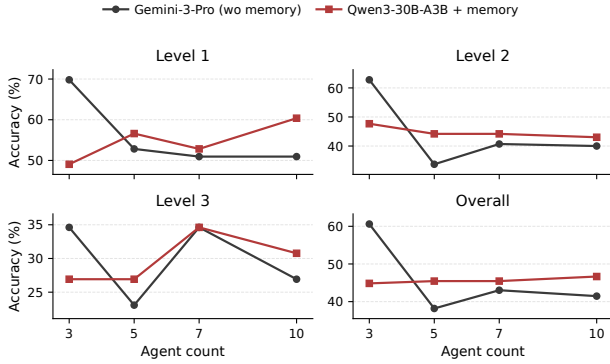 Gemini-3-Pro (wo memory) Qwen3-30B-A3B + memory
Level 1 Level 2
Accuracy (%)
70
60
50
60
40
Level 3 Overall
Accuracy (%)
35
30
25
60
50
40
3 5 7 10 3 5 7 10
Agent count Agent count